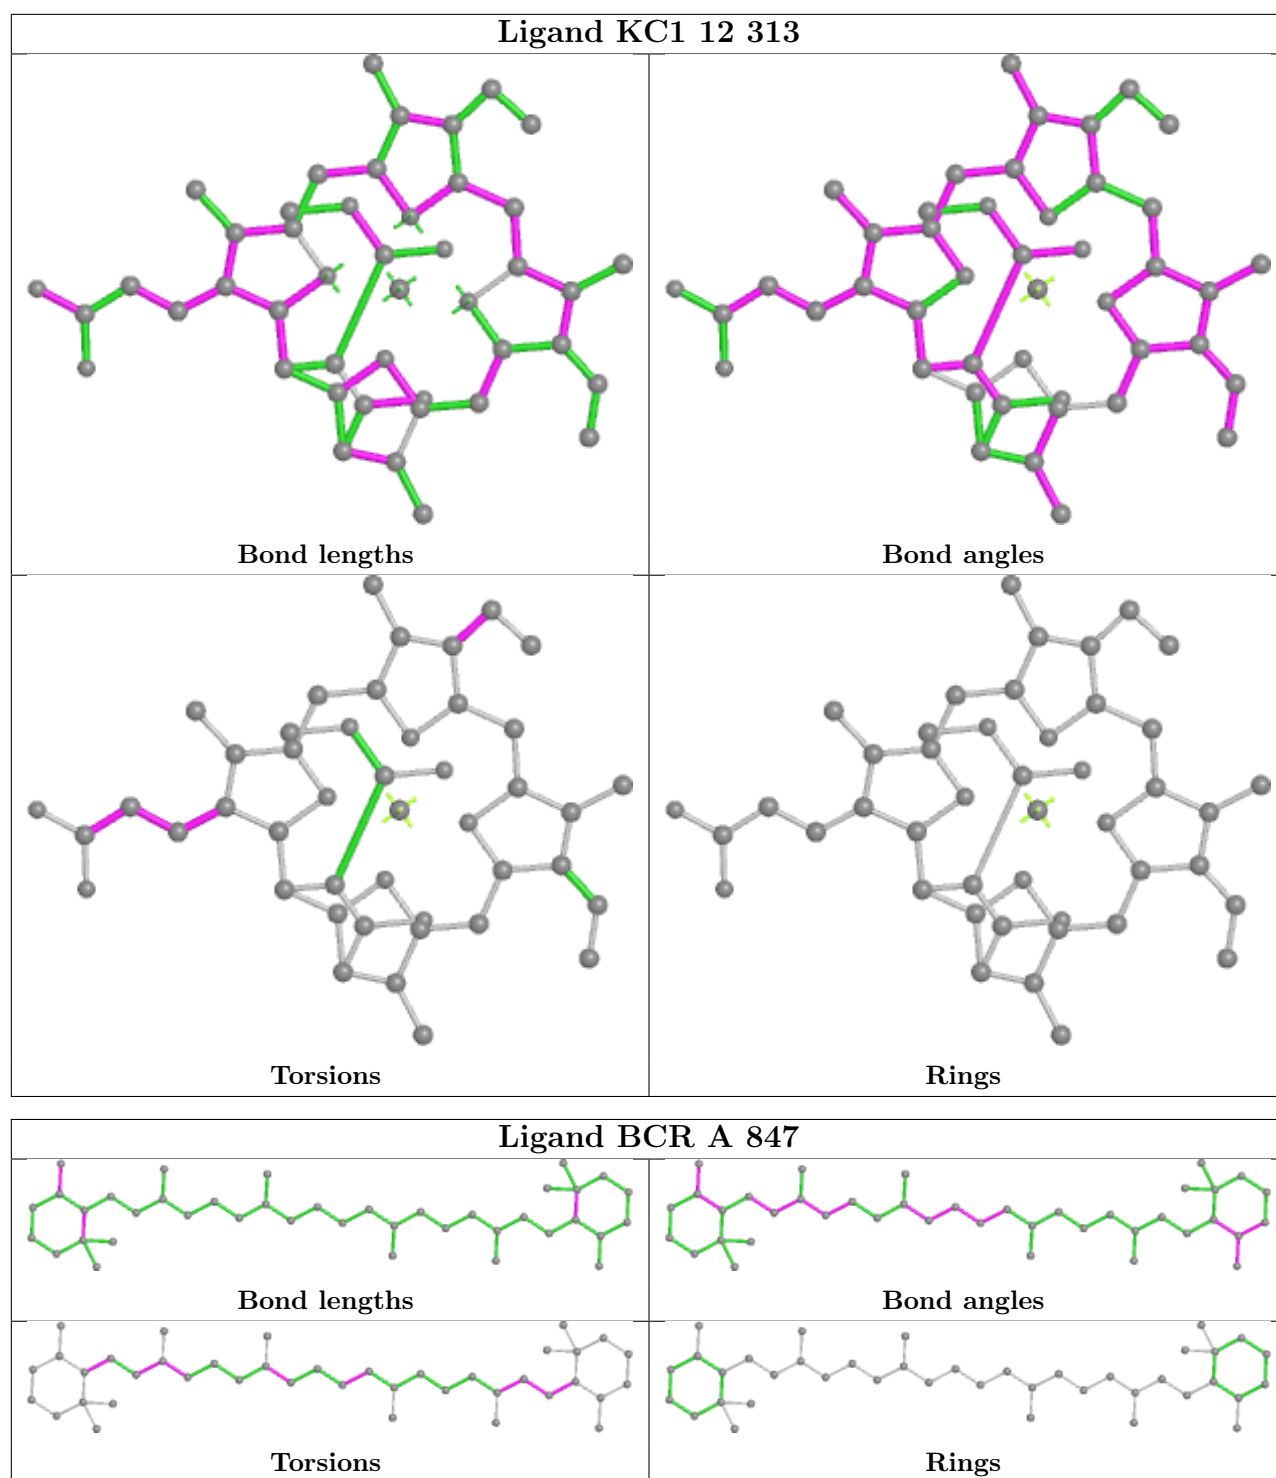 Ligand KC1 12 313
Bond lengths
Bond angles
Torsions
Rings
Ligand BCR A 847
Bond lengths
Bond angles
Torsions
Rings